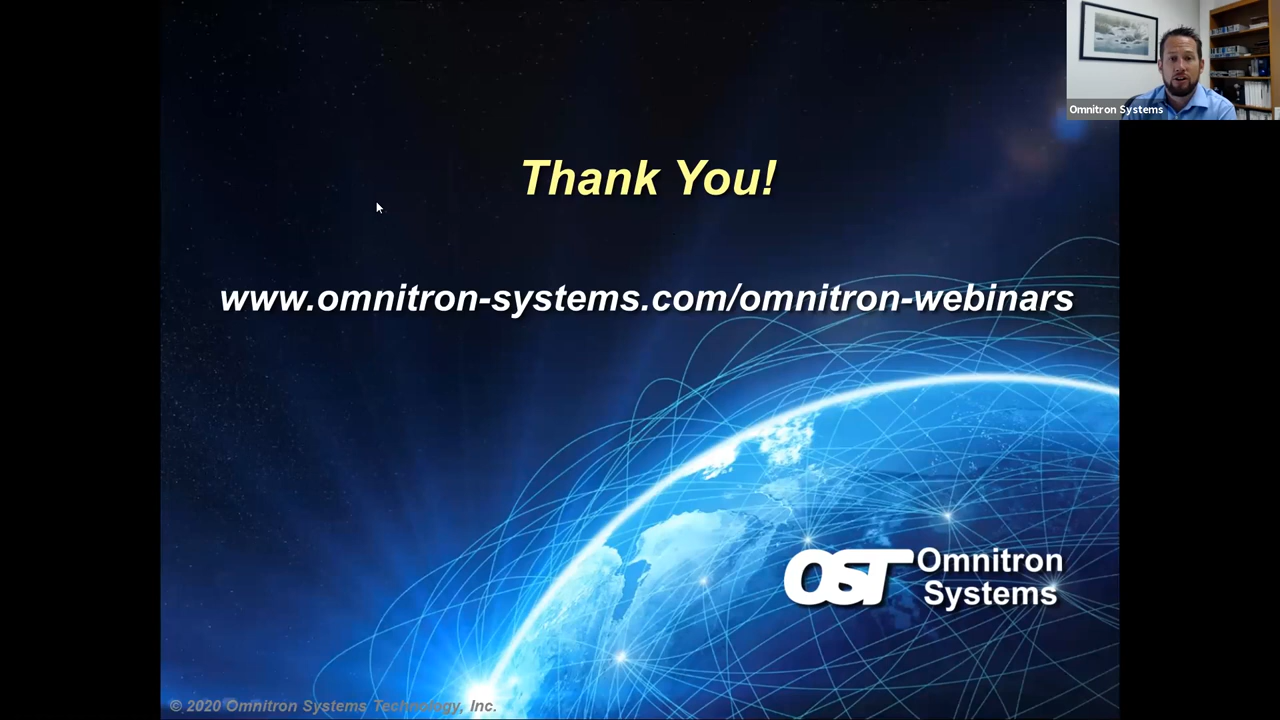 Omnitron Systems
Thank You!
www.omnitron-systems.com/omnitron-webinars
OST Omnitron
Systems
© 2020 Omnitron Systems Technology, Inc.